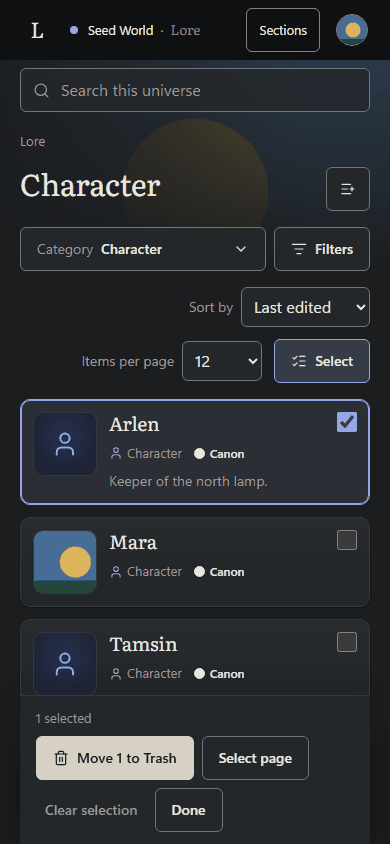 L Seed World · Lore Sections
Search this universe
Lore
Character
Category Character Filters
Sort by Last edited
Items per page 12 Select
Arlen
Character Canon
Keeper of the north lamp.
Mara
Character Canon
Tamsin
Character Canon
1 selected
Move 1 to Trash Select page
Clear selection Done